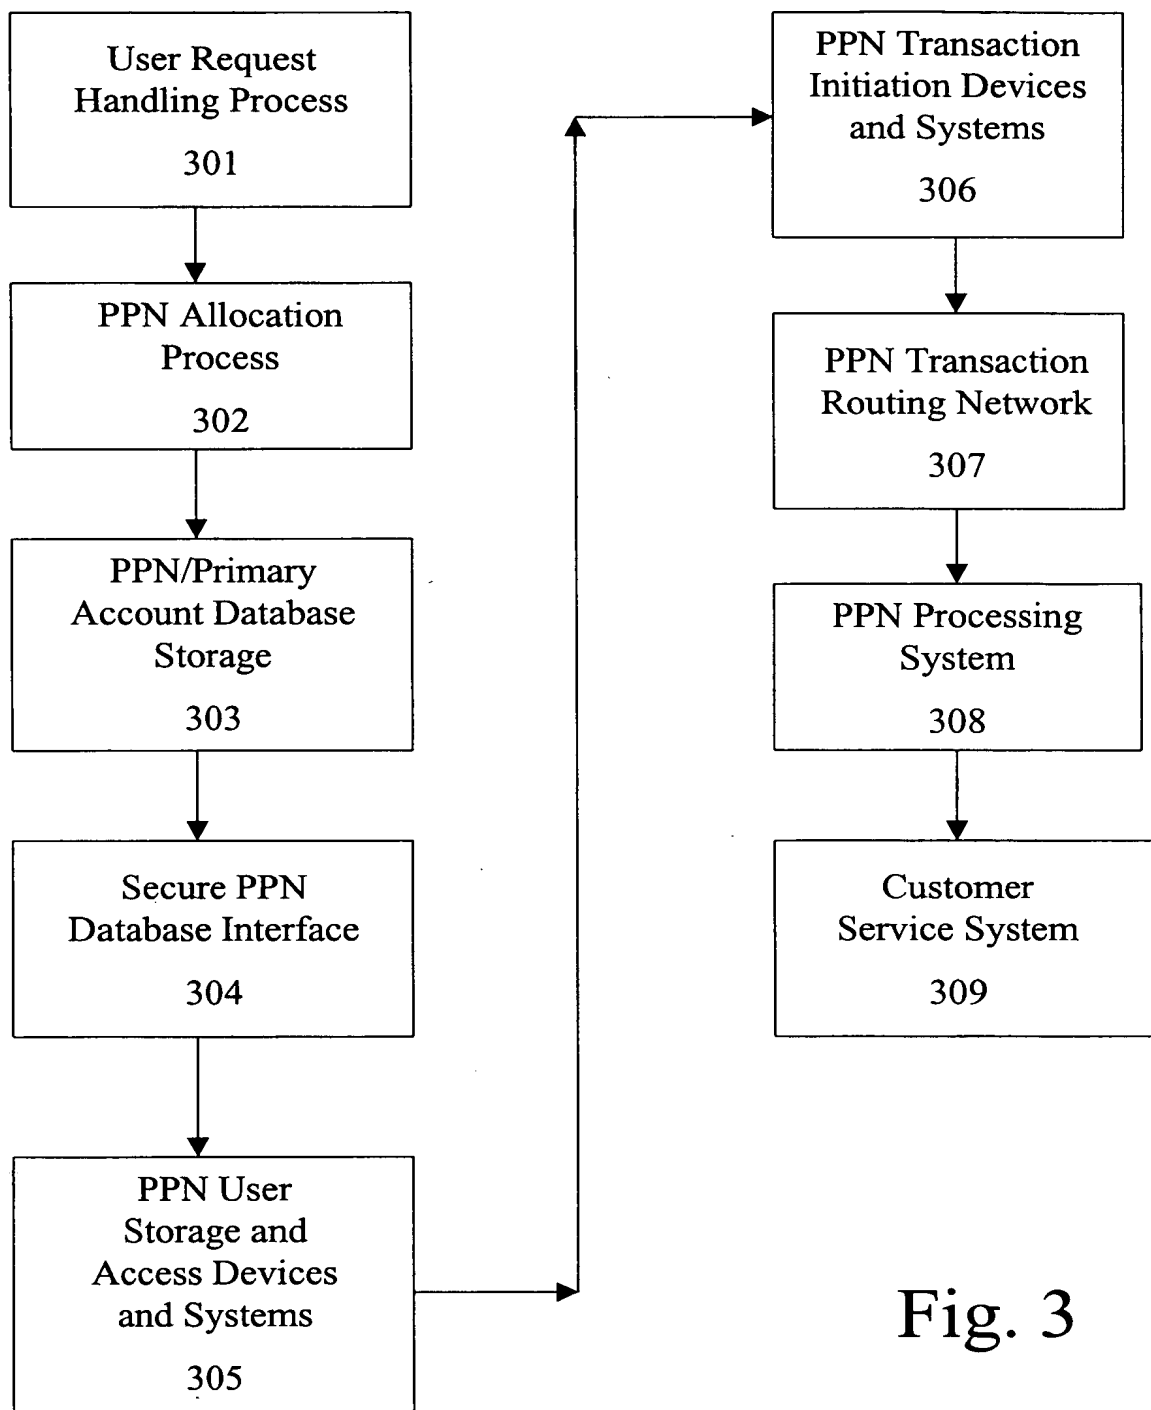 User Request
Handling Process
301
PPN Allocation
Process
302
PPN/Primary
Account Database
Storage
303
Secure PPN
Database Interface
304
PPN User
Storage and
Access Devices
and Systems
305
PPN Transaction
Initiation Devices
and Systems
306
PPN Transaction
Routing Network
307
PPN Processing
System
308
Customer
Service System
309
Fig. 3